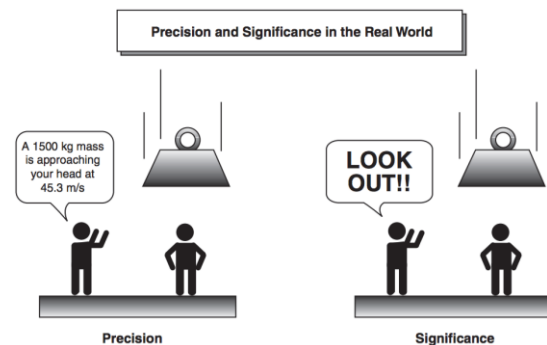 Precision and Significance in the Real World
A 1500 kg mass
is approaching
your head at
45.3 m/s
LOOK
OUT!!
Precision
Significance